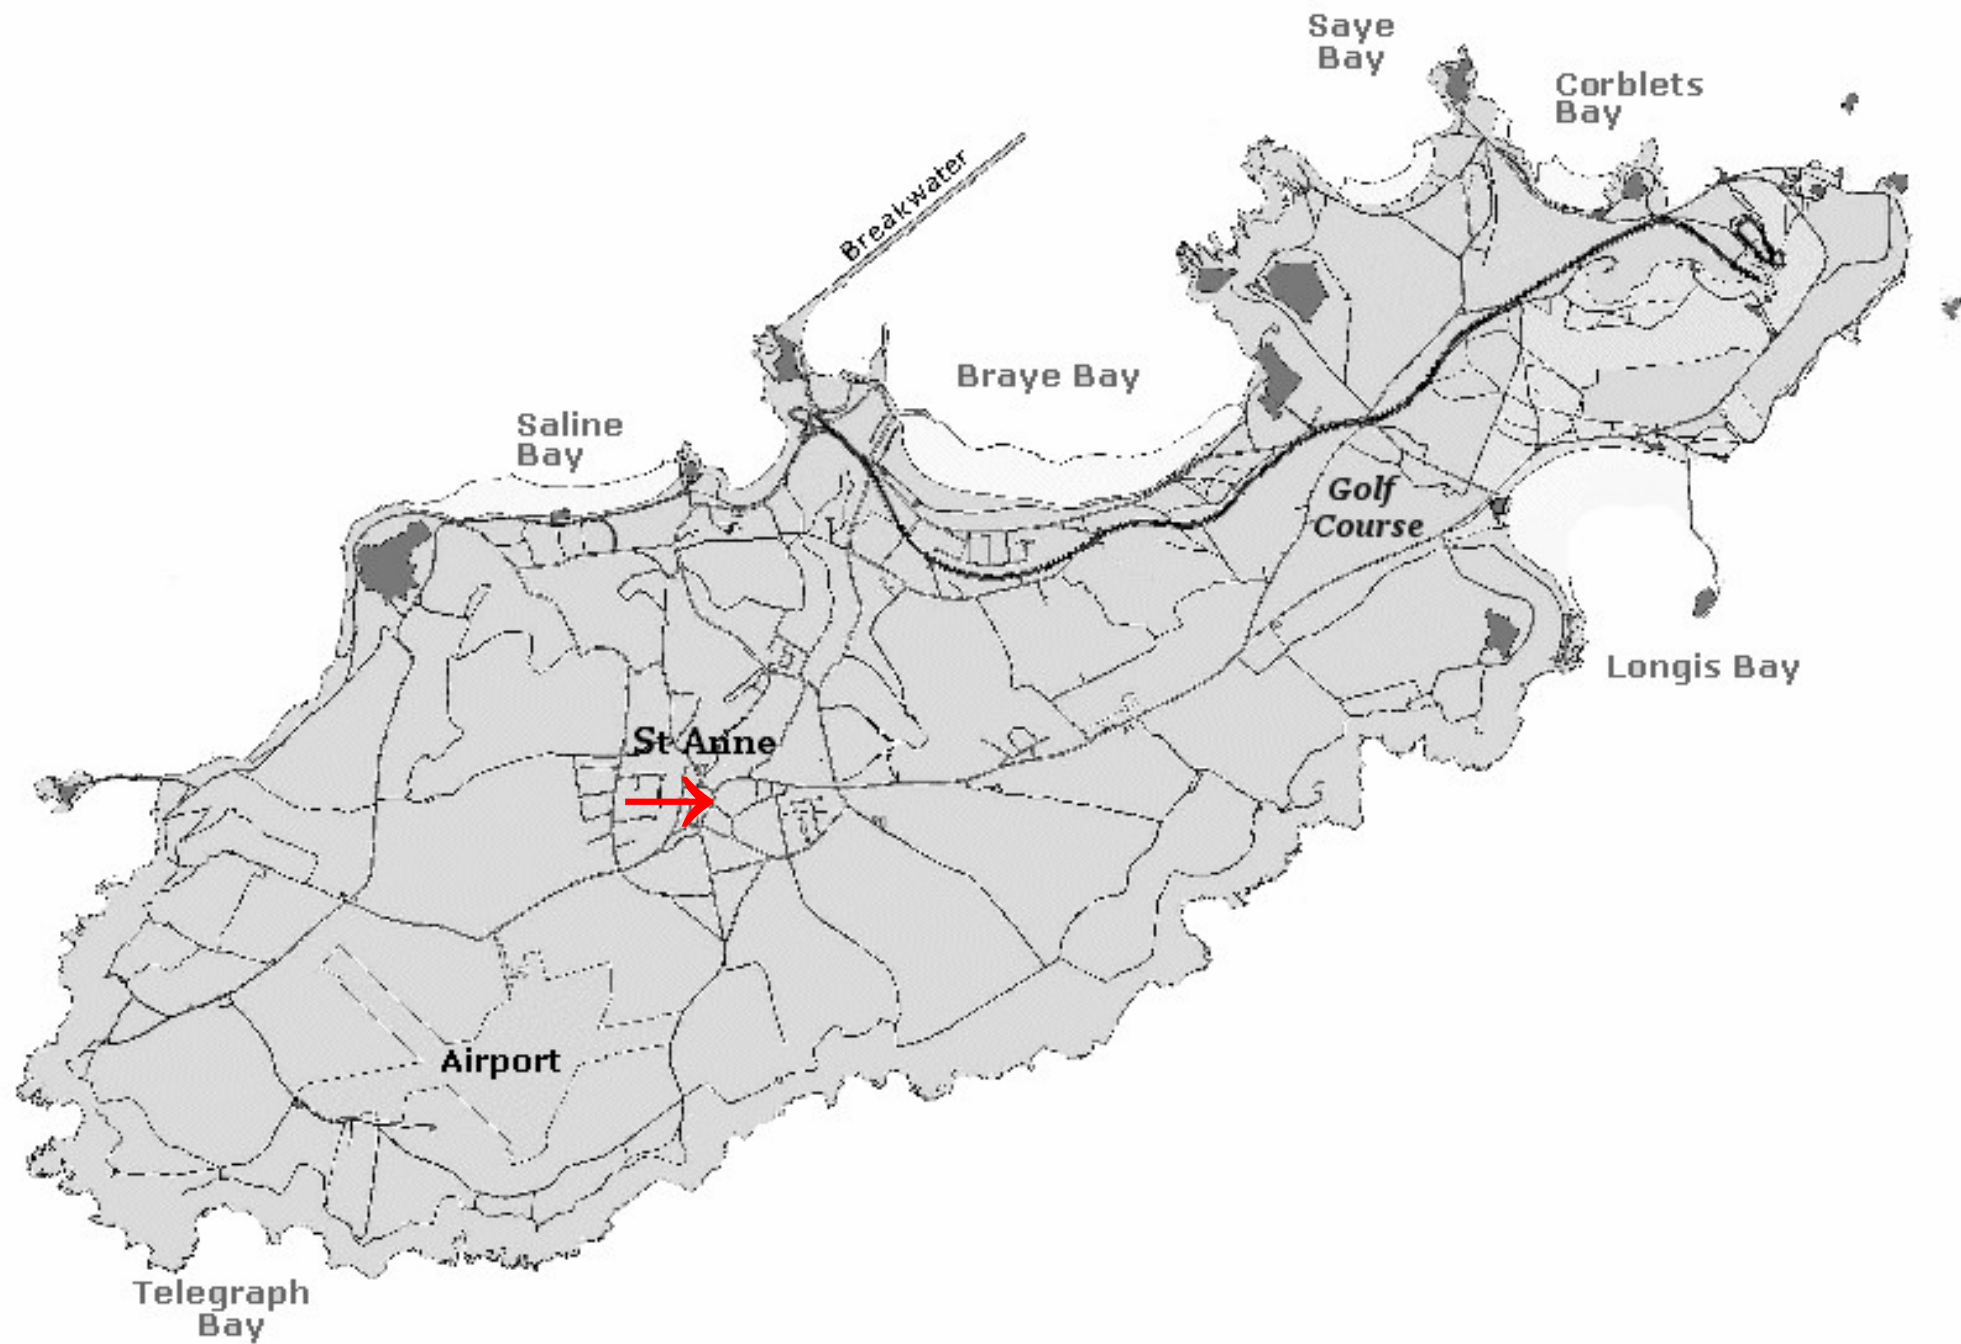 Saye
Bay
Corblets
Bay
Breakwater
Braye Bay
Saline
Bay
Golf
Course
Longis Bay
St Anne
Airport
Telegraph
Bay